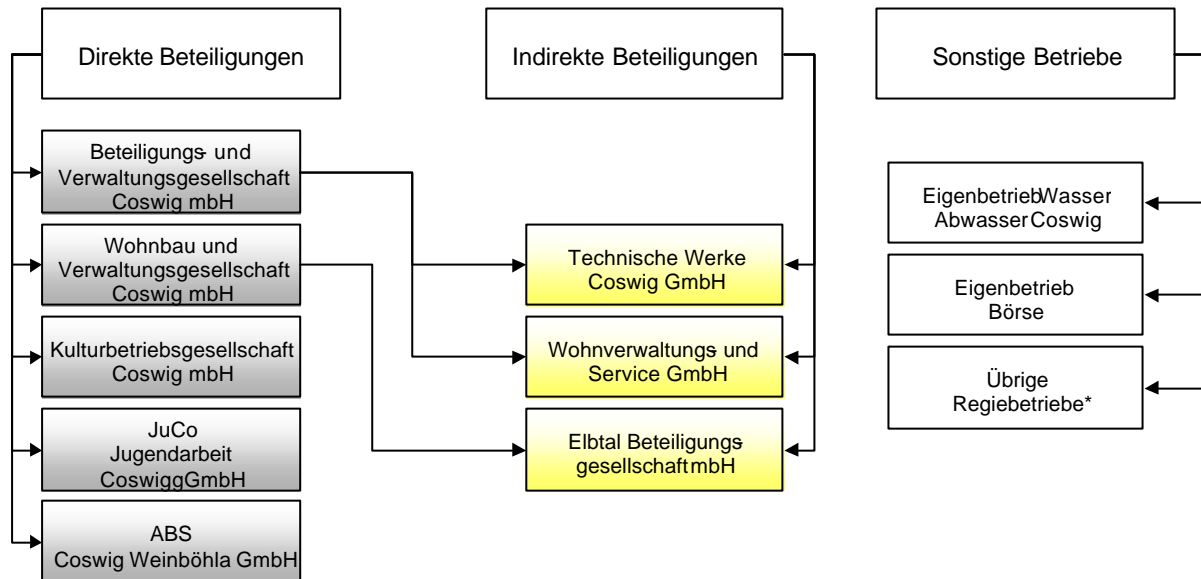 Direkte Beteiligungen
Beteiligungs- und
Verwaltungsgesellschaft
Coswig mbH
Wohnbau und
Verwaltungsgesellschaft
Coswig mbH
Kulturbetriebsgesellschaft
Coswig mbH
JuCo
Jugendarbeit
CoswiggGmbH
ABS
Coswig Weinböhla GmbH
Indirekte Beteiligungen
Technische Werke
Coswig GmbH
Wohnverwaltungs- und
Service GmbH
Elbtal Beteiligungs-
gesellschaft mbH
Sonstige Betriebe
Eigenbetrieb Wasser
Abwasser Coswig
Eigenbetrieb
Börse
Übrige
Regiebetriebe*